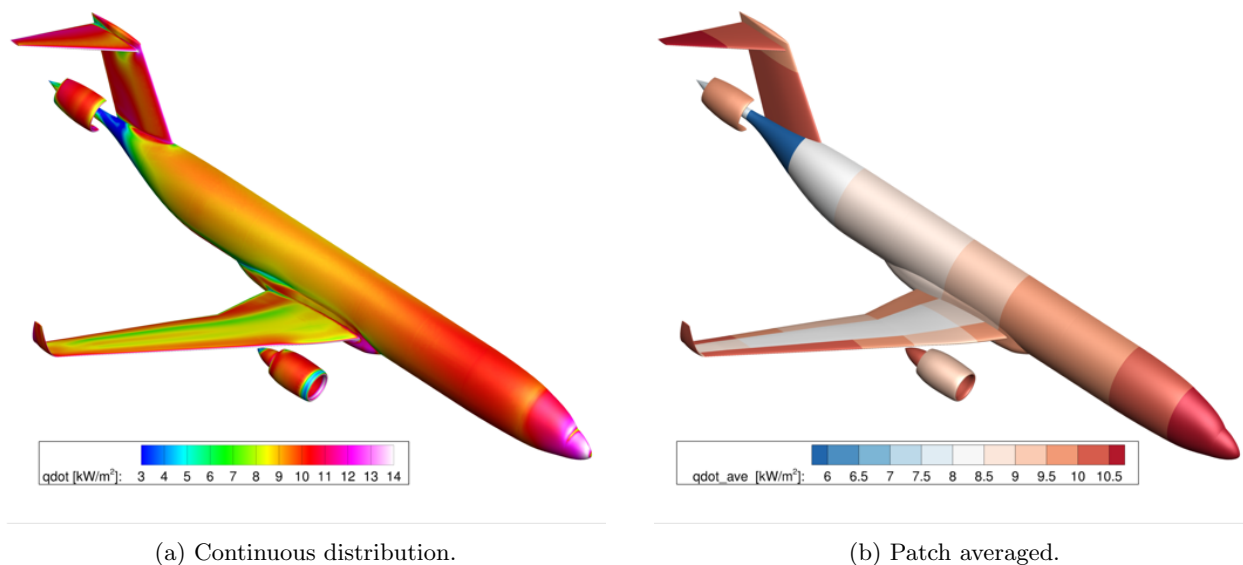 qdot [kW/m²]: 3 4 5 6 7 8 9 10 11 12 13 14
qdot_ave [kW/m²]: 6 6.5 7 7.5 8 8.5 9 9.5 10 10.5
(a) Continuous distribution.
(b) Patch averaged.